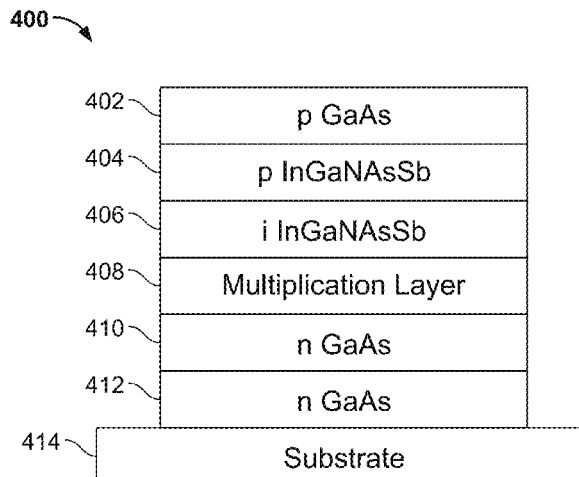 400
402
p GaAs
404
p InGaNAsSb
406
i InGaNAsSb
408
Multiplication Layer
410
n GaAs
412
n GaAs
414
Substrate